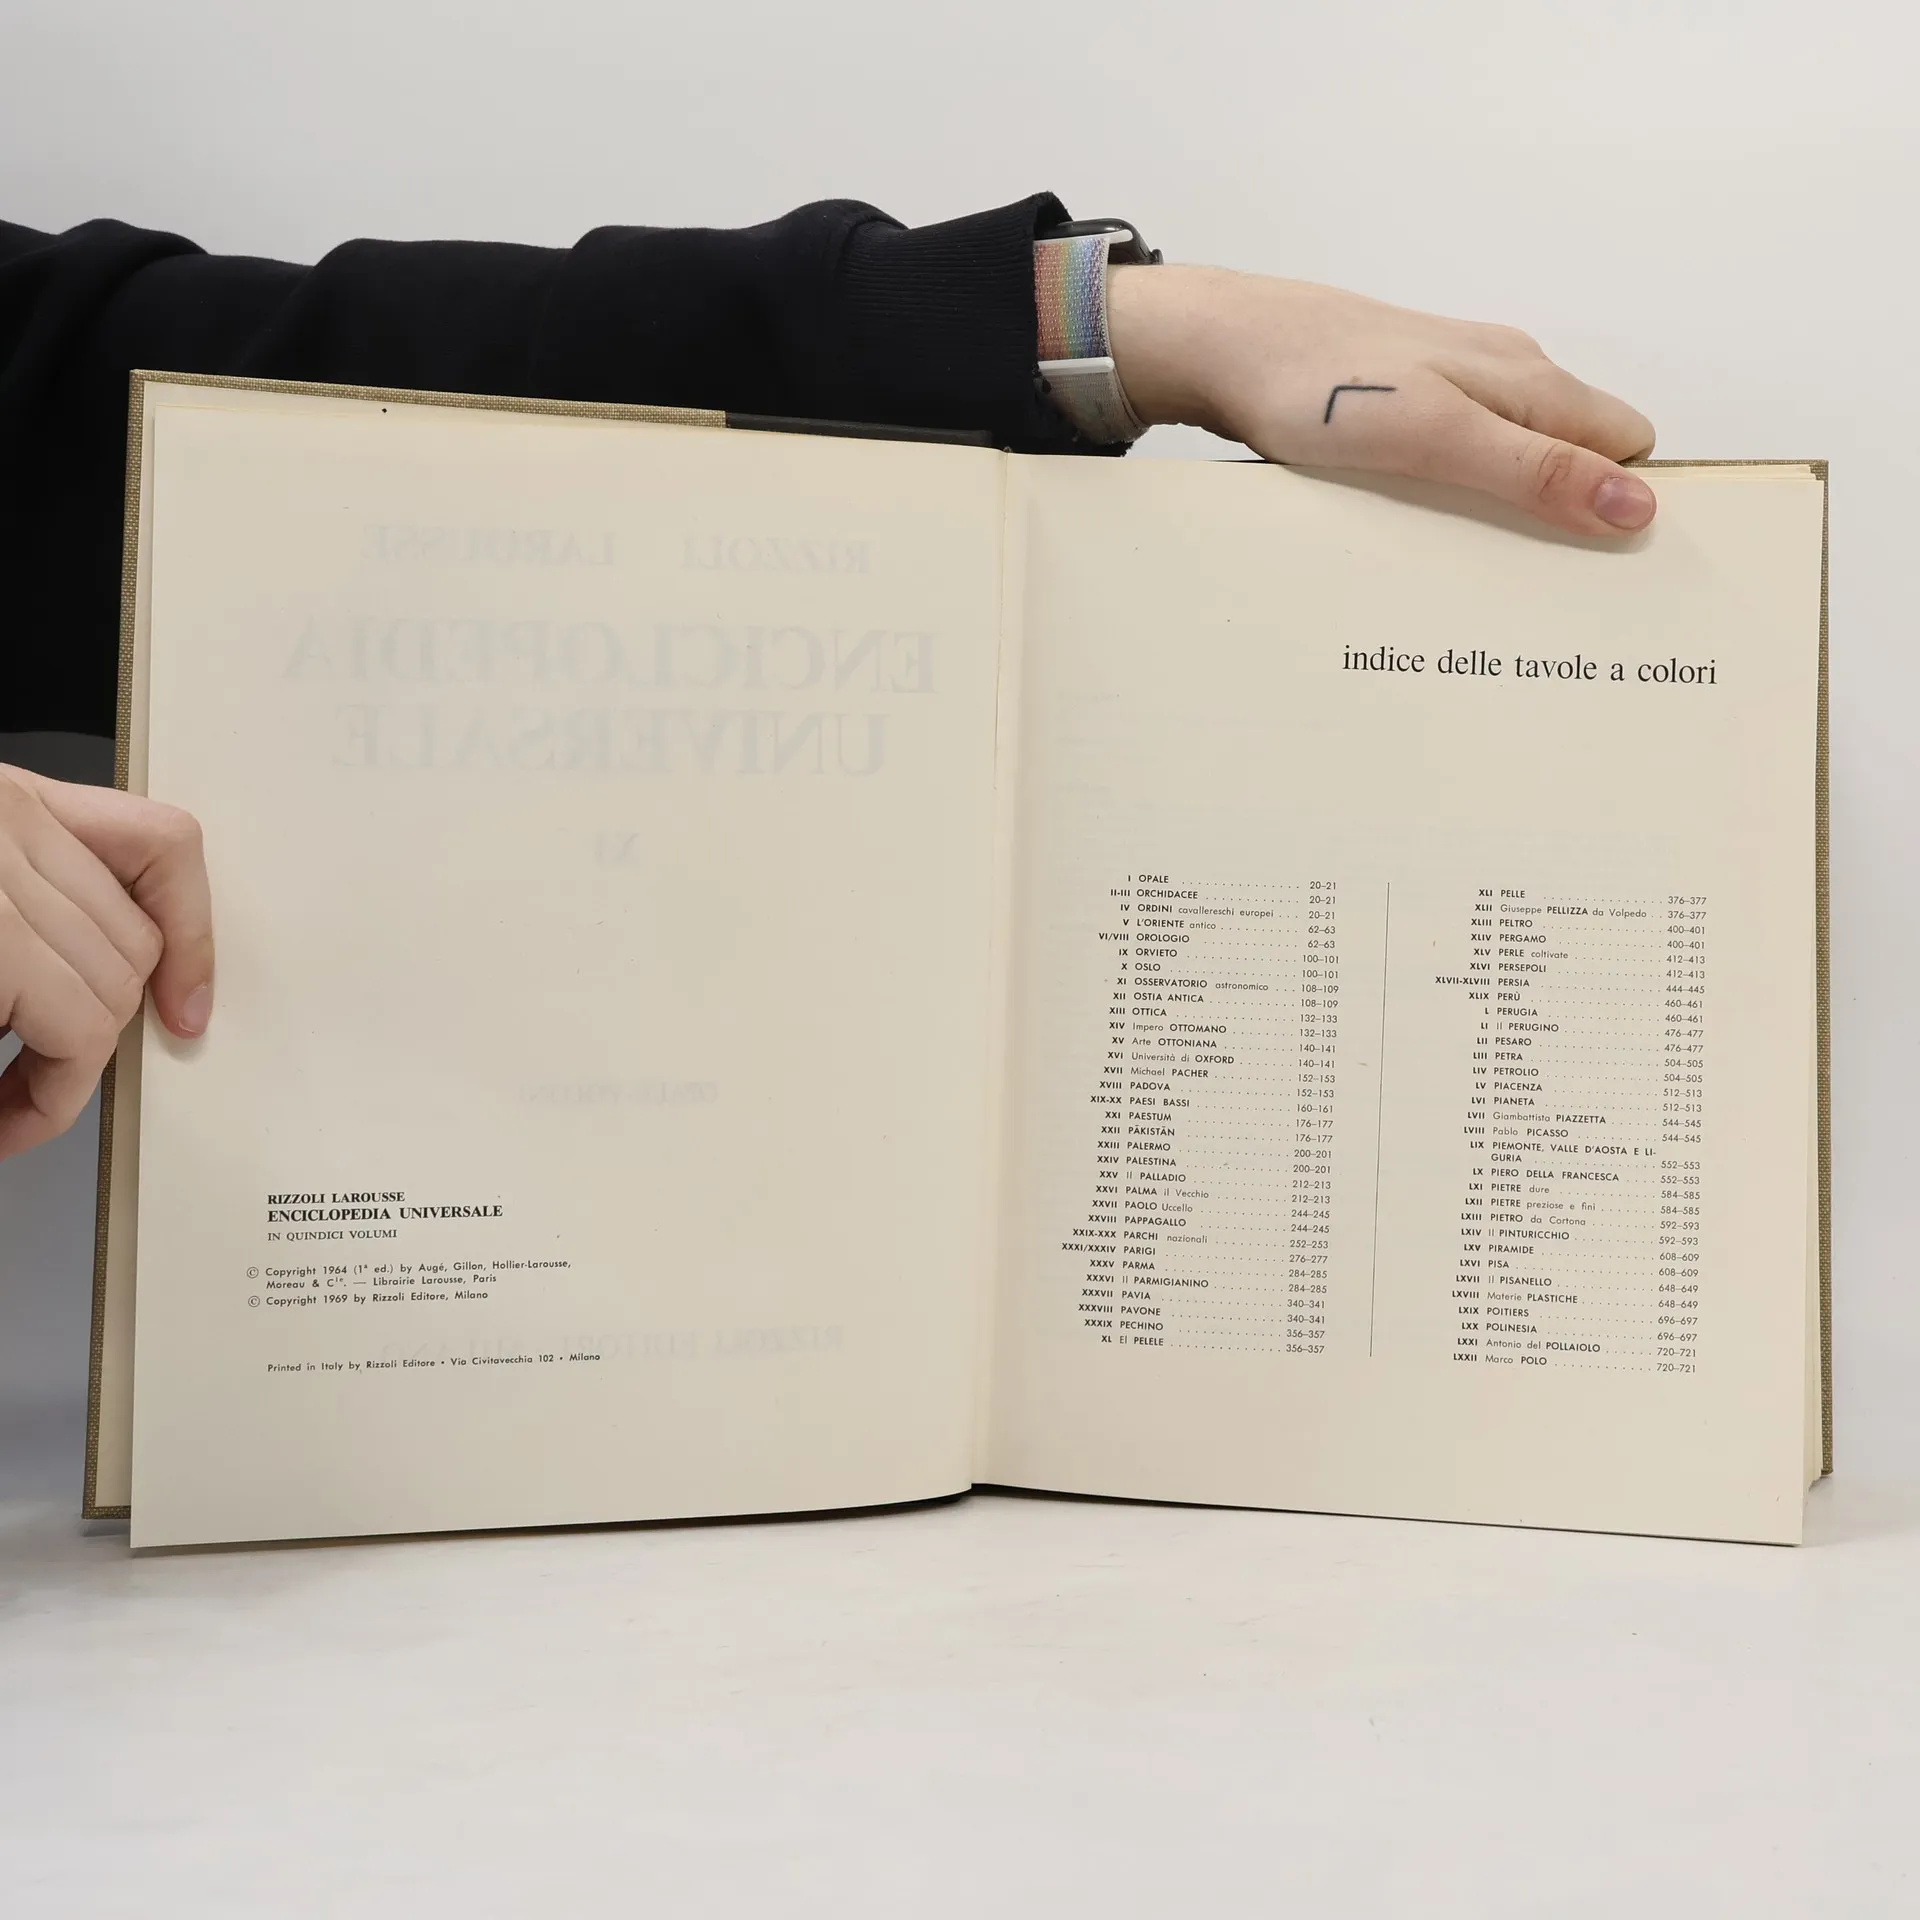 RIZZOLI LAROUSSE
ENCICLOPEDIA
UNIVERSALE
XI
RIZZOLI LAROUSSE
ENCICLOPEDIA UNIVERSALE
IN QUINDICI VOLUMI
© Copyright 1964 (1ª ed.) by Augé, Gillon, Hollier-Larousse,
Moreau & Cie. — Librairie Larousse, Paris
© Copyright 1969 by Rizzoli Editore, Milano
Printed in Italy by Rizzoli Editore • Via Civitavecchia 102 • Milano
indice delle tavole a colori
I OPALE . . . . . . . . . . . . . . . 20-21
II-III ORCHIDACEE . . . . . . . . . . . . 20-21
IV ORDINI cavallereschi europei . . . 20-21
V L'ORIENTE antico . . . . . . . . . . 62-63
VI/VIII OROLOGIO . . . . . . . . . . . . 62-63
IX ORVIETO . . . . . . . . . . . . . . 100-101
X OSLO . . . . . . . . . . . . . . . . 100-101
XI OSSERVATORIO astronomico . . . 108-109
XII OSTIA ANTICA . . . . . . . . . . . 108-109
XIII OTTICA . . . . . . . . . . . . . . . 132-133
XIV Impero OTTOMANO . . . . . . . . 132-133
XV Arte OTTONIANA . . . . . . . . . . 140-141
XVI Università di OXFORD . . . . . . . 140-141
XVII Michael PACHER . . . . . . . . . . 152-153
XVIII PADOVA . . . . . . . . . . . . . . . 152-153
XIX-XX PAESI BASSI . . . . . . . . . . . . 160-161
XXI PAESTUM . . . . . . . . . . . . . 176-177
XXII PĀKISTĀN . . . . . . . . . . . . . 176-177
XXIII PALERMO . . . . . . . . . . . . . . 200-201
XXIV PALESTINA . . . . . . . . . . . . . 200-201
XXV Il PALLADIO . . . . . . . . . . . . 212-213
XXVI PALMA il Vecchio . . . . . . . . . 212-213
XXVII PAOLO Uccello . . . . . . . . . . . 244-245
XXVIII PAPPAGALLO . . . . . . . . . . . 244-245
XXIX-XXX PARCHI nazionali . . . . . . . . . . 252-253
XXXI/XXXIV PARIGI . . . . . . . . . . . . . . . 276-277
XXXV PARMA . . . . . . . . . . . . . . . 284-285
XXXVI Il PARMIGIANINO . . . . . . . . . 284-285
XXXVII PAVIA . . . . . . . . . . . . . . . . 340-341
XXXVIII PAVONE . . . . . . . . . . . . . . . 340-341
XXXIX PECHINO . . . . . . . . . . . . . . 356-357
XL El PELELE . . . . . . . . . . . . . . 356-357
XLI PELLE . . . . . . . . . . . . . . . 376-377
XLII Giuseppe PELLIZZA da Volpedo . . 376-377
XLIII PELTRO . . . . . . . . . . . . . . . 400-401
XLIV PERGAMO . . . . . . . . . . . . . 400-401
XLV PERLE coltivate . . . . . . . . . . . 412-413
XLVI PERSEPOLI . . . . . . . . . . . . . 412-413
XLVII-XLVIII PERSIA . . . . . . . . . . . . . . . 444-445
XLIX PERÙ . . . . . . . . . . . . . . . . 460-461
L PERUGIA . . . . . . . . . . . . . . 460-461
LI Il PERUGINO . . . . . . . . . . . . 476-477
LII PESARO . . . . . . . . . . . . . . . 476-477
LIII PETRA . . . . . . . . . . . . . . . . 504-505
LIV PETROLIO . . . . . . . . . . . . . . 504-505
LV PIACENZA . . . . . . . . . . . . . . 512-513
LVI PIANETA . . . . . . . . . . . . . . . 512-513
LVII Giambattista PIAZZETTA . . . . . . 544-545
LVIII Pablo PICASSO . . . . . . . . . . . 544-545
LIX PIEMONTE, VALLE D'AOSTA E LI-
GURIA . . . . . . . . . . . . . . . 552-553
LX PIERO DELLA FRANCESCA . . . . 552-553
LXI PIETRE dure . . . . . . . . . . . . . 584-585
LXII PIETRE preziose e fini . . . . . . . 584-585
LXIII PIETRO da Cortona . . . . . . . . . 592-593
LXIV Il PINTURICCHIO . . . . . . . . . . 592-593
LXV PIRAMIDE . . . . . . . . . . . . . . 608-609
LXVI PISA . . . . . . . . . . . . . . . . . 608-609
LXVII Il PISANELLO . . . . . . . . . . . . 648-649
LXVIII Materie PLASTICHE . . . . . . . . . 648-649
LXIX POITIERS . . . . . . . . . . . . . . 696-697
LXX POLINESIA . . . . . . . . . . . . . 696-697
LXXI Antonio del POLLAIOLO . . . . . . 720-721
LXXII Marco POLO . . . . . . . . . . . . 720-721